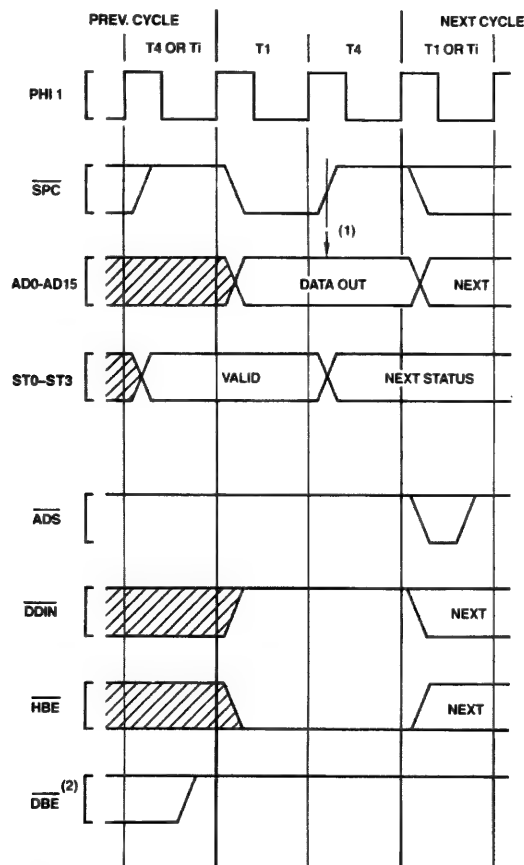 PREV. CYCLE NEXT CYCLE
T4 OR Ti T1 T4 T1 OR Ti
PHI 1
SPC
(1)
AD0-AD15 DATA OUT NEXT
ST0–ST3 VALID NEXT STATUS
ADS
DDIN NEXT
HBE NEXT
DBE (2)